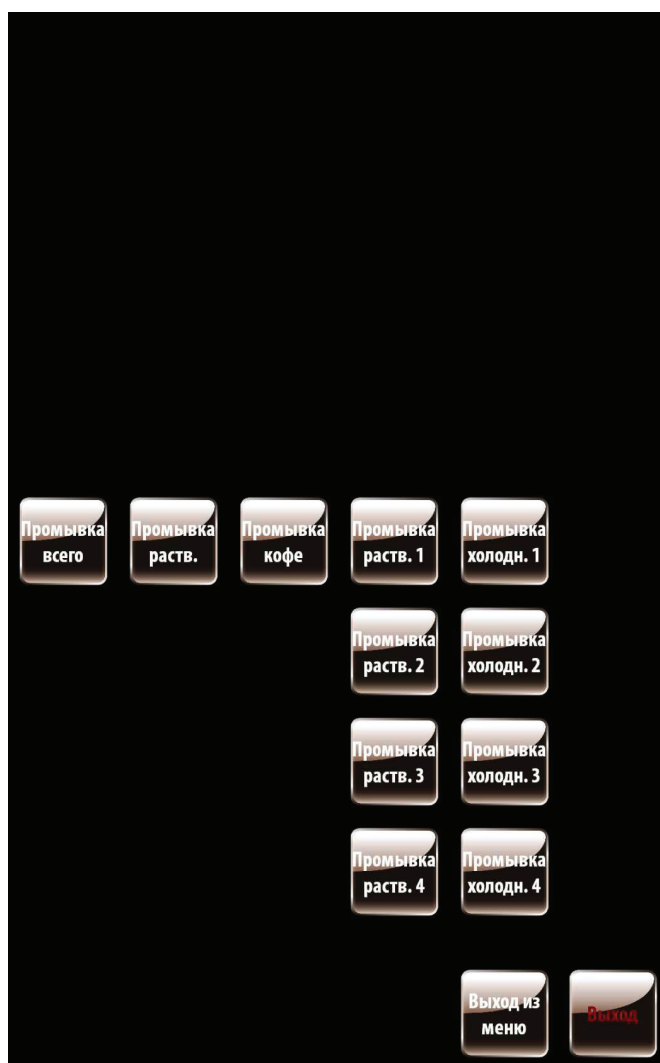 Промывка
всего
Промывка
раств.
Промывка
кофе
Промывка
раств. 1
Промывка
холодн. 1
Промывка
раств. 2
Промывка
холодн. 2
Промывка
раств. 3
Промывка
холодн. 3
Промывка
раств. 4
Промывка
холодн. 4
Выход из
меню
Выход